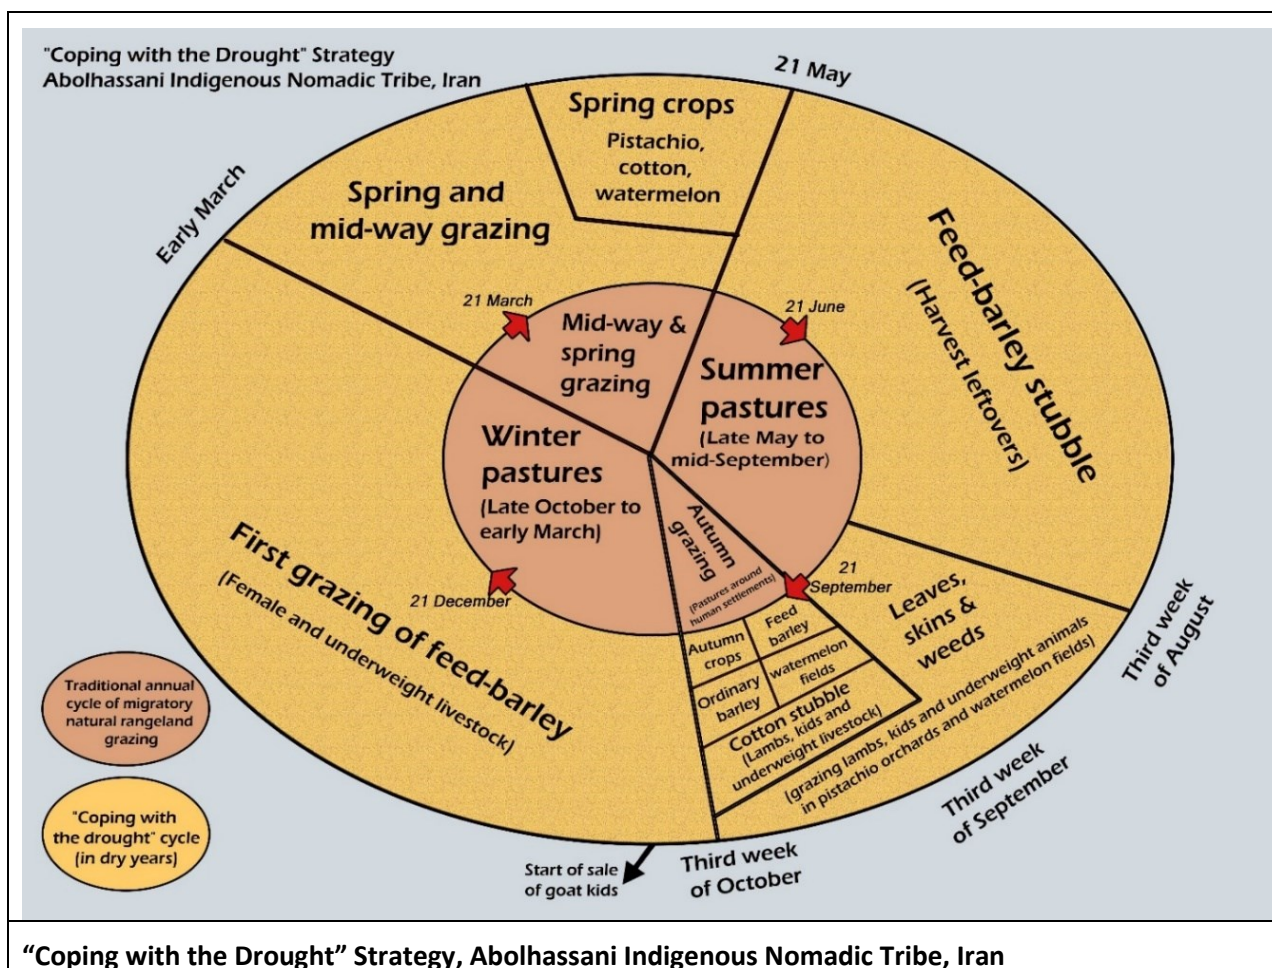 "Coping with the Drought" Strategy
Abolhassani Indigenous Nomadic Tribe, Iran
21 May
Spring crops
Pistachio,
cotton,
watermelon
Early March
Spring and
mid-way grazing
Feed-barley stubble
(Harvest leftovers)
21 March
21 June
Mid-way &
spring
grazing
Summer
pastures
(Late May to
mid-September)
Winter
pastures
(Late October to
early March)
Autumn
grazing
(Pastures around
human settlements)
21
September
21 December
First grazing of feed-barley
(Female and underweight livestock)
Leaves,
skins &
weeds
(grazing lambs, kids and underweight animals
in pistachio orchards and watermelon fields)
Autumn
crops
Feed
barley
Ordinary
barley
watermelon
fields
Cotton stubble
(Lambs, kids and
underweight livestock)
Third week
of August
Third week
of September
Third week
of October
Start of sale
of goat kids
Traditional annual
cycle of migratory
natural rangeland
grazing
"Coping with
the drought" cycle
(in dry years)
“Coping with the Drought” Strategy, Abolhassani Indigenous Nomadic Tribe, Iran